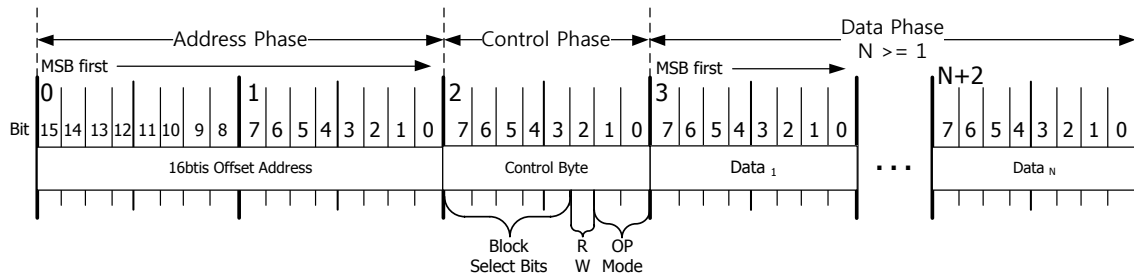 Address Phase
Control Phase
Data Phase
N >= 1
MSB first
MSB first
0
1
2
3
N+2
Bit 15 14 13 12 11 10 9 8 7 6 5 4 3 2 1 0 7 6 5 4 3 2 1 0 7 6 5 4 3 2 1 0 7 6 5 4 3 2 1 0
16btis Offset Address
Control Byte
Data 1
...
Data N
Block
Select Bits
R
W
OP
Mode